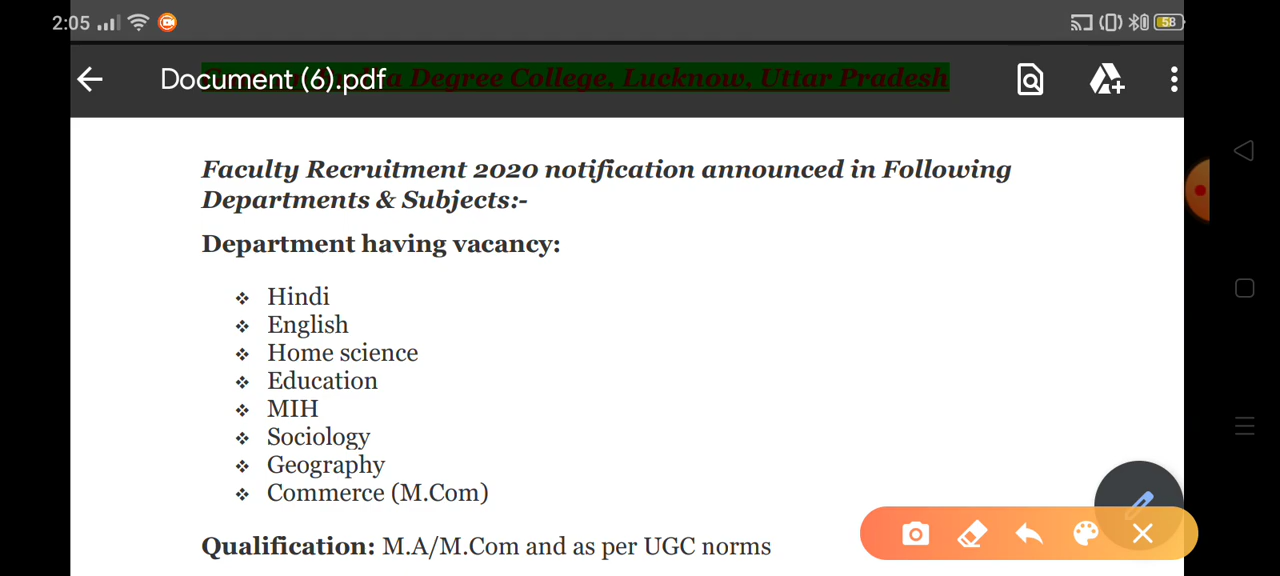 2:05
58
Document (6).pdf
Degree College, Lucknow, Uttar Pradesh
Faculty Recruitment 2020 notification announced in Following
Departments & Subjects:-
Department having vacancy:
❖ Hindi
❖ English
❖ Home science
❖ Education
❖ MIH
❖ Sociology
❖ Geography
❖ Commerce (M.Com)
Qualification: M.A/M.Com and as per UGC norms